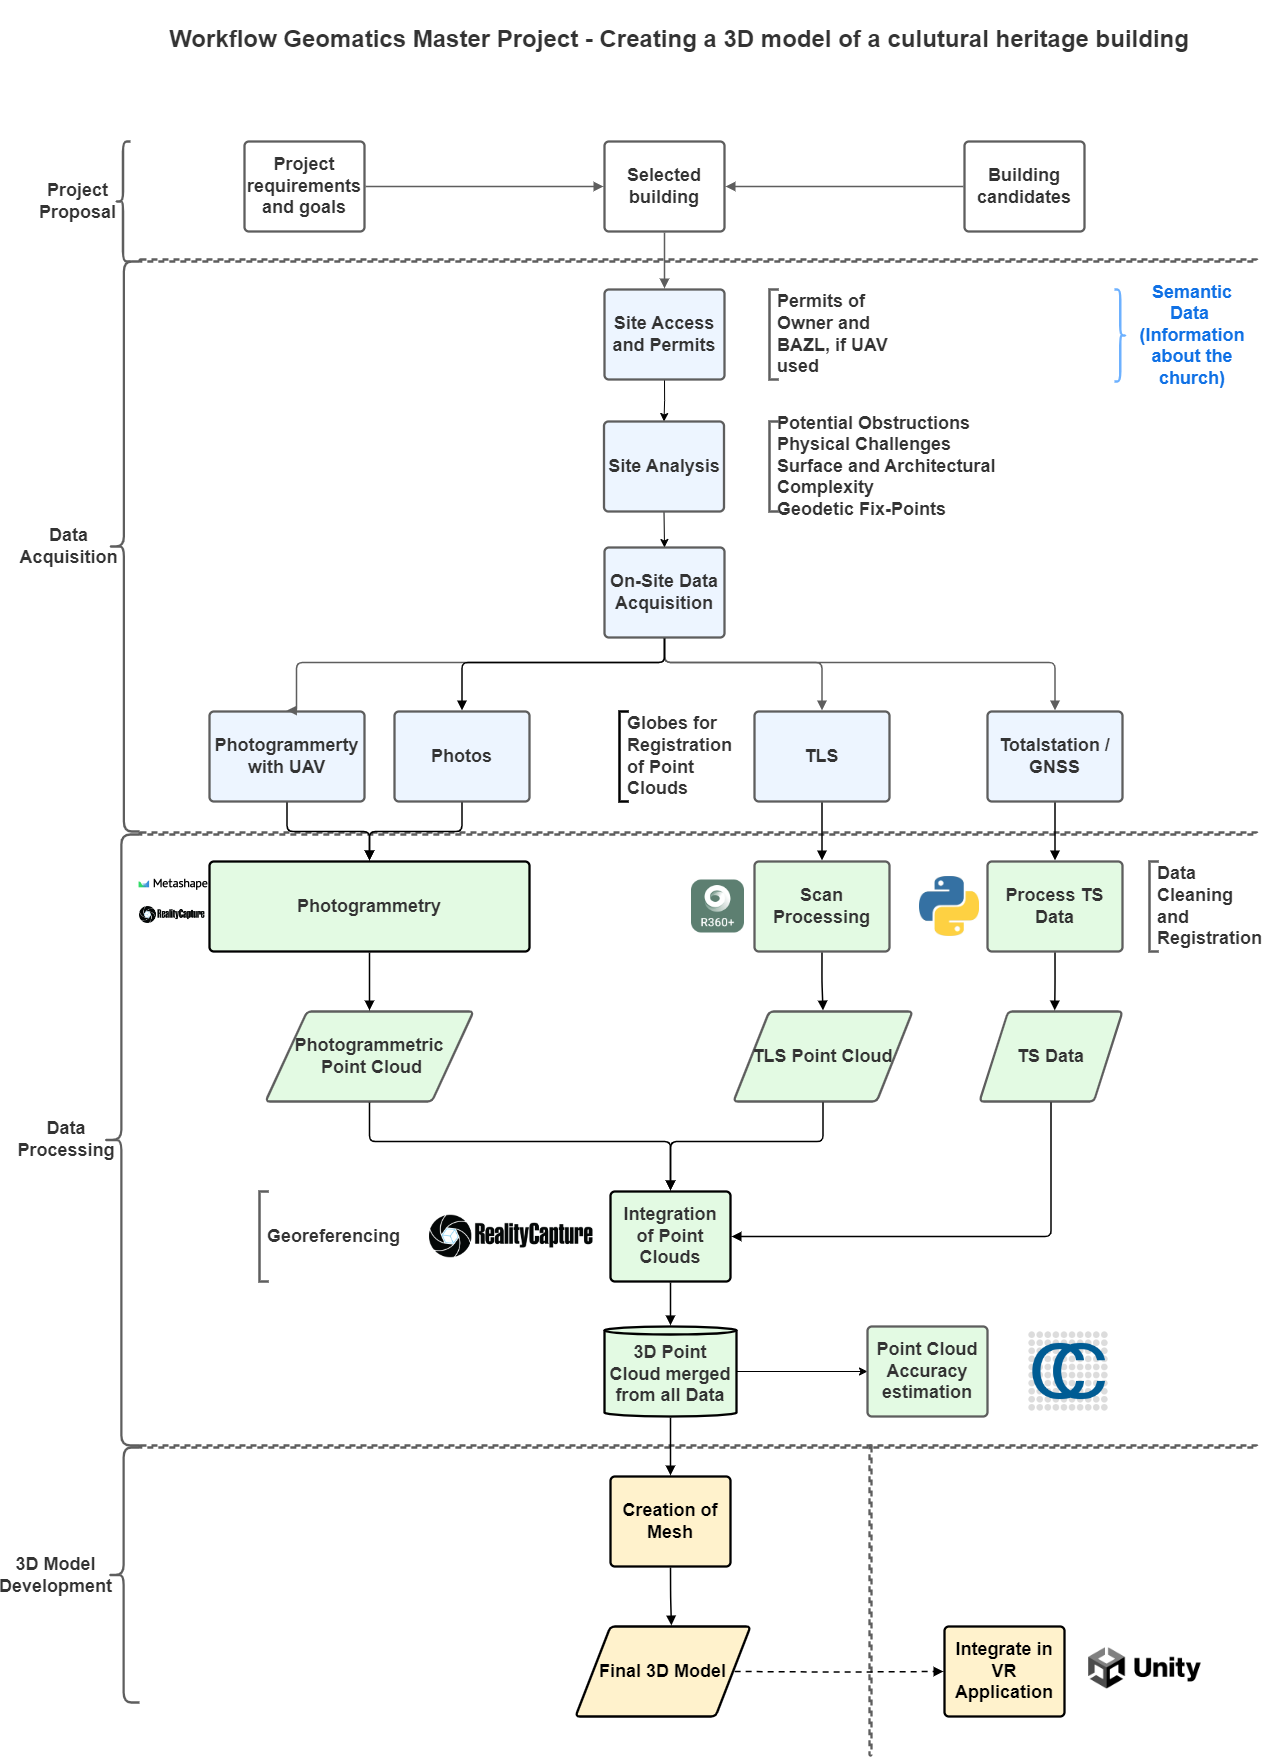 Workflow Geomatics Master Project - Creating a 3D model of a culutural heritage building
Project
Proposal
Project
requirements
and goals
Selected
building
Building
candidates
Data
Acquisition
Site Access
and Permits
Permits of
Owner and
BAZL, if UAV
used
Semantic
Data
(Information
about the
church)
Site Analysis
Potential Obstructions
Physical Challenges
Surface and Architectural
Complexity
Geodetic Fix-Points
On-Site Data
Acquisition
Photogrammerty
with UAV
Photos
Globes for
Registration
of Point
Clouds
TLS
Totalstation /
GNSS
Data
Processing
Metashape
RealityCapture
Photogrammetry
R360+
Scan
Processing
Process TS
Data
Data
Cleaning
and
Registration
Photogrammetric
Point Cloud
TLS Point Cloud
TS Data
Georeferencing
RealityCapture
Integration
of Point
Clouds
3D Point
Cloud merged
from all Data
Point Cloud
Accuracy
estimation
CC
3D Model
Development
Creation of
Mesh
Final 3D Model
Integrate in
VR
Application
Unity